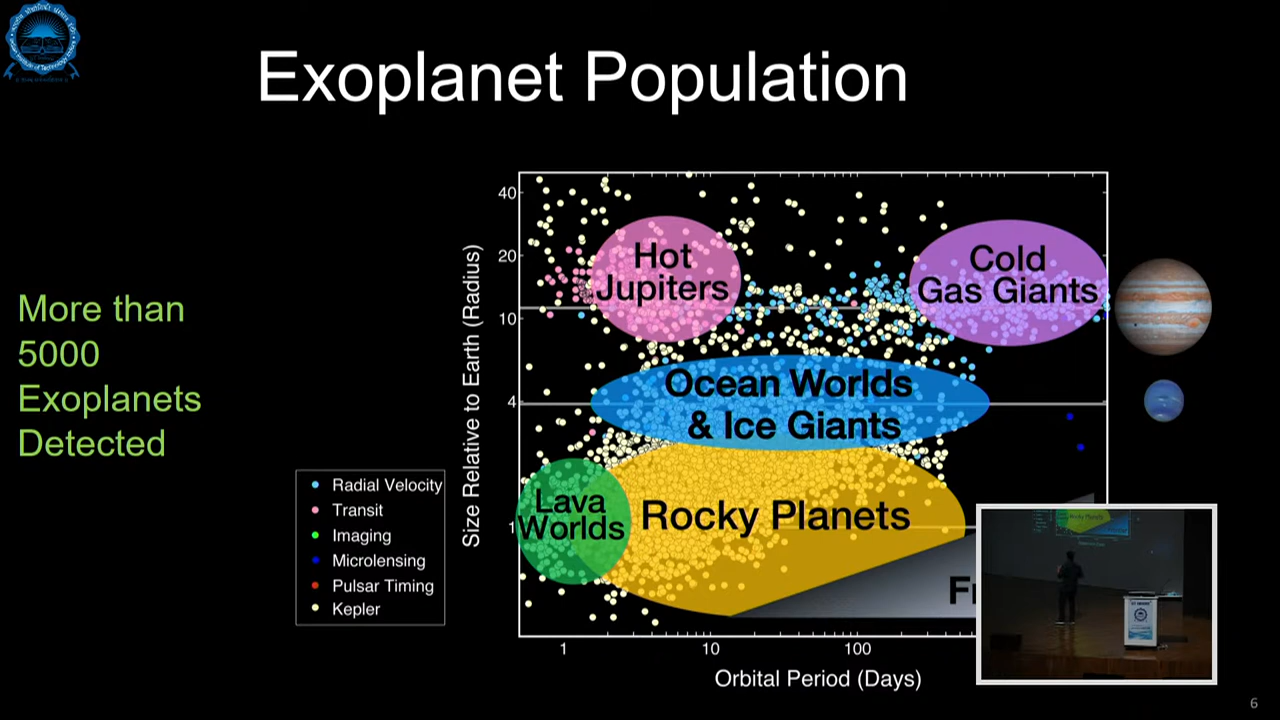 Exoplanet Population
More than
5000
Exoplanets
Detected
Radial Velocity
Transit
Imaging
Microlensing
Pulsar Timing
Kepler
Size Relative to Earth (Radius)
40
20
10
4
1
Hot
Jupiters
Cold
Gas Giants
Ocean Worlds
& Ice Giants
Lava
Worlds
Rocky Planets
1
10
100
Orbital Period (Days)
6